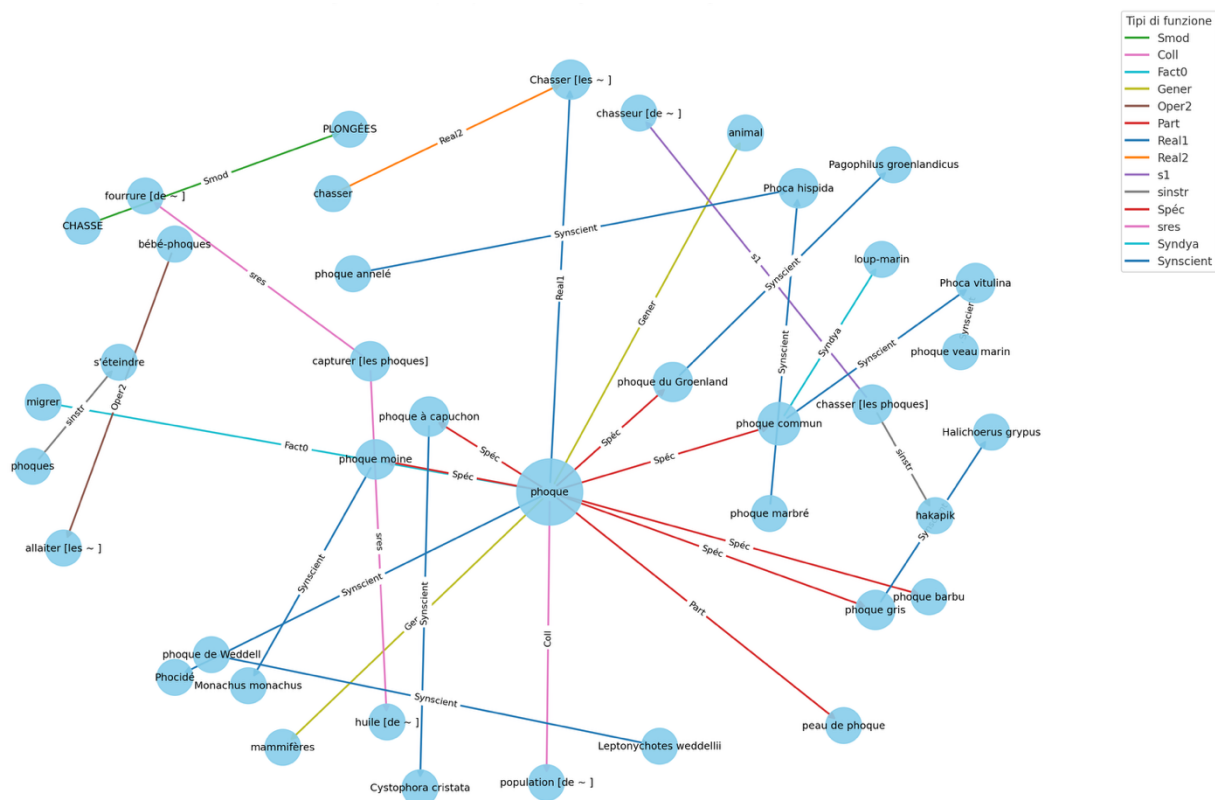 Tipi di funzione
Smod
Coll
Fact0
Gener
Oper2
Part
Real1
Real2
s1
sinstr
Spéc
sres
Syndya
Synscient
Chasser [les ~ ]
chasseur [de ~ ]
PLONGÉES
animal
Real2
Pagophilus groenlandicus
Smod
Phoca hispida
chasser
fourrure [de ~ ]
CHASSE
Synscient
bébé-phoques
s1
loup-marin
sres
phoque annelé
Synscient
Real1
Phoca vitulina
Gener
ynscien
Syndya
Synscient
Synscient
phoque veau marin
capturer [les phoques]
s'éteindre
phoque du Groenland
migrer
Oper2
chasser [les phoques]
sinstr
phoque à capuchon
phoque commun
Halichoerus grypus
Spéc
Fact0
Spéc
Spéc
phoques
phoque moine
Spéc
sinstr
phoque
phoque marbré
hakapik
Sy
sres
allaiter [les ~ ]
Spéc
Spéc
Synscient
Synscient
Synscient
phoque barbu
phoque gris
Part
Ge
Coll
phoque de Weddell
Phocidé
Monachus monachus
Synscient
huile [de ~ ]
peau de phoque
mammifères
Leptonychotes weddellii
Cystophora cristata
population [de ~ ]